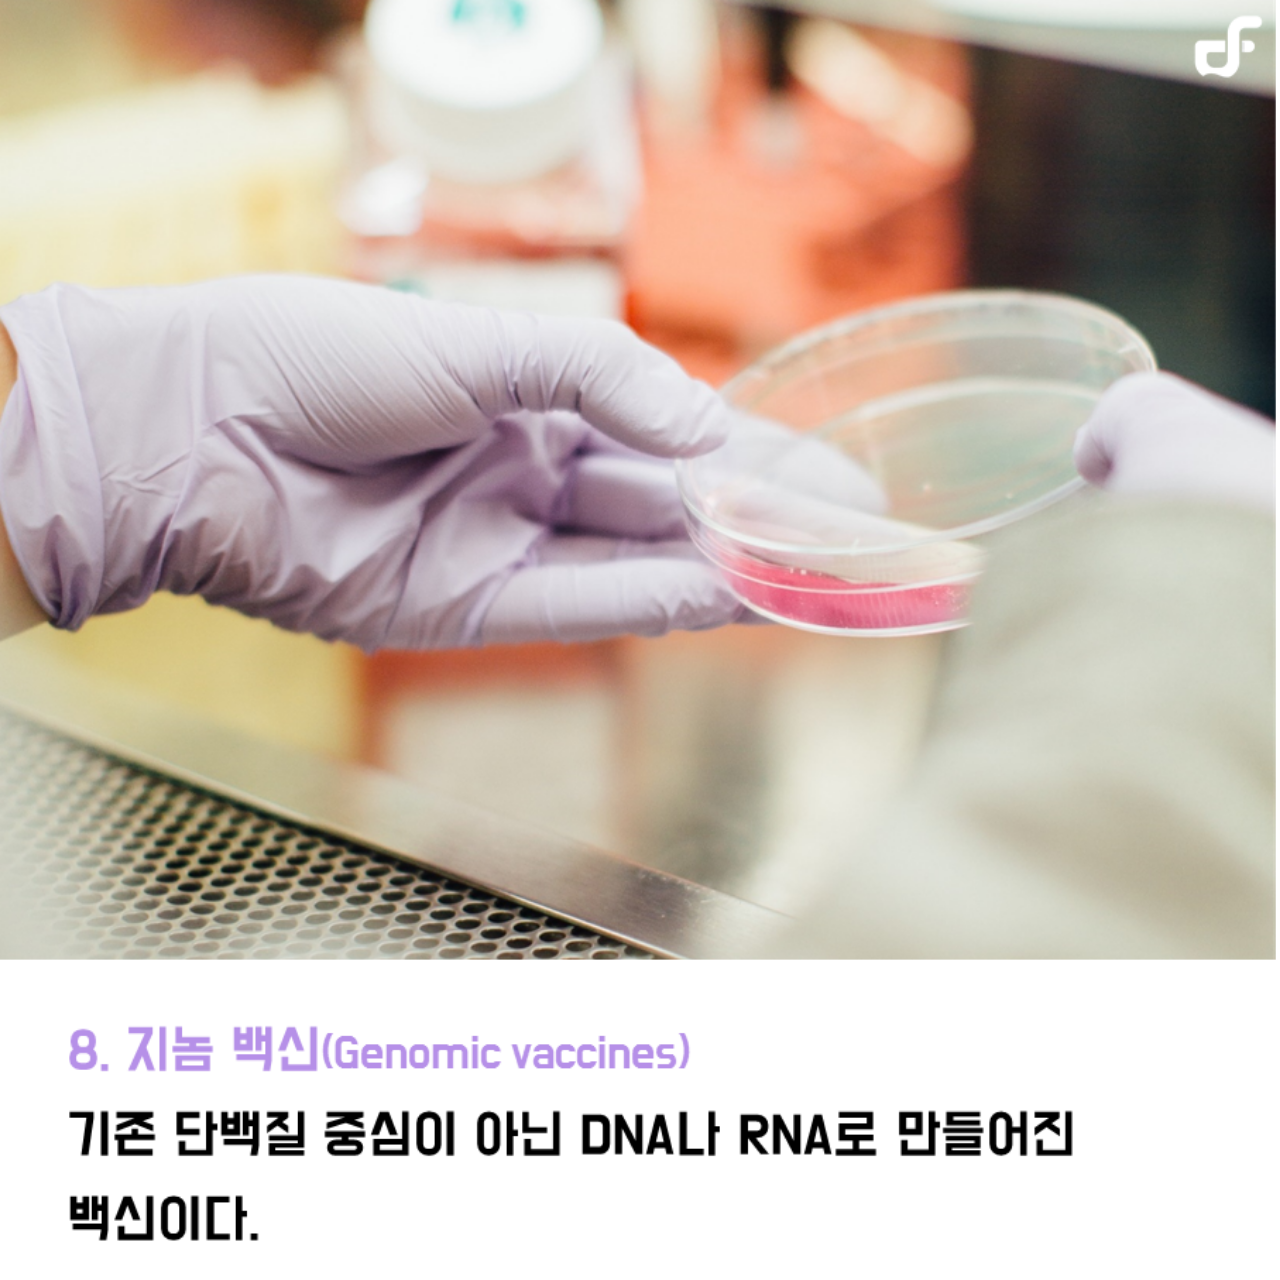 8. 지놈 백신(Genomic vaccines)
기존 단백질 중심이 아닌 DNA나 RNA로 만들어진
백신이다.